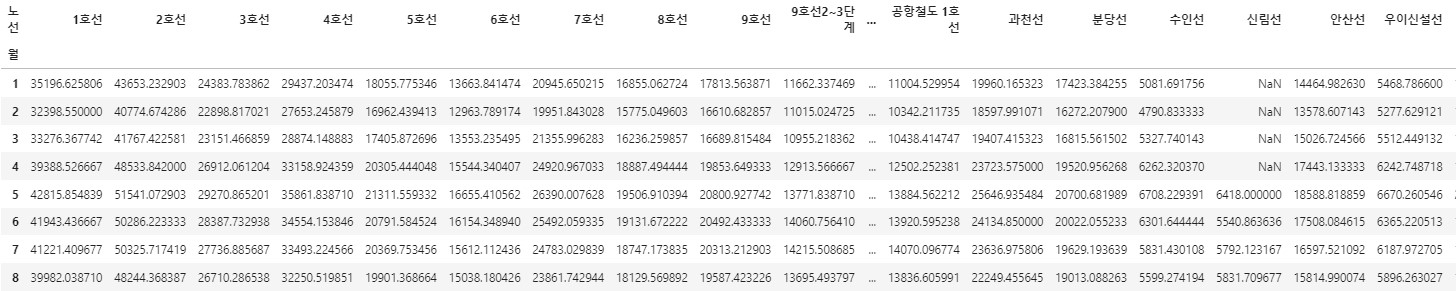 노선 1호선 2호선 3호선 4호선 5호선 6호선 7호선 8호선 9호선 9호선2~3단계 ... 공항철도 1호선 과천선 분당선 수인선 신림선 안산선 우이신설선
월
1 35196.625806 43653.232903 24383.783862 29437.203474 18055.775346 13663.841474 20945.650215 16855.062724 17813.563871 11662.337469 ... 11004.529954 19960.165323 17423.384255 5081.691756 NaN 14464.982630 5468.786600
2 32398.550000 40774.674286 22898.817021 27653.245879 16962.439413 12963.789174 19951.843028 15775.049603 16610.682857 11015.024725 ... 10342.211735 18597.991071 16272.207900 4790.833333 NaN 13578.607143 5277.629121
3 33276.367742 41767.422581 23151.466859 28874.148883 17405.872696 13553.235495 21355.996283 16236.259857 16689.815484 10955.218362 ... 10438.414747 19407.415323 16815.561502 5327.740143 NaN 15026.724566 5512.449132
4 39388.526667 48533.842000 26912.061204 33158.924359 20305.444048 15544.340407 24920.967033 18887.494444 19853.649333 12913.566667 ... 12502.252381 23723.575000 19520.956268 6262.320370 NaN 17443.133333 6242.748718
5 42815.854839 51541.072903 29270.865201 35861.838710 21311.559332 16655.410562 26390.007628 19506.910394 20800.927742 13771.838710 ... 13884.562212 25646.935484 20700.681989 6708.229391 6418.000000 18588.818859 6670.260546
6 41943.436667 50286.223333 28387.732938 34554.153846 20791.584524 16154.348940 25492.059335 19131.672222 20492.433333 14060.756410 ... 13920.595238 24134.850000 20022.055233 6301.644444 5540.863636 17508.084615 6365.220513
7 41221.409677 50325.717419 27736.885687 33493.224566 20369.753456 15612.112436 24783.029839 18747.173835 20313.212903 14215.508685 ... 14070.096774 23636.975806 19629.193639 5831.430108 5792.123167 16597.521092 6187.972705
8 39982.038710 48244.368387 26710.286538 32250.519851 19901.368664 15038.180426 23861.742944 18129.569892 19587.423226 13695.493797 ... 13836.605991 22249.455645 19013.088263 5599.274194 5831.709677 15814.990074 5896.263027